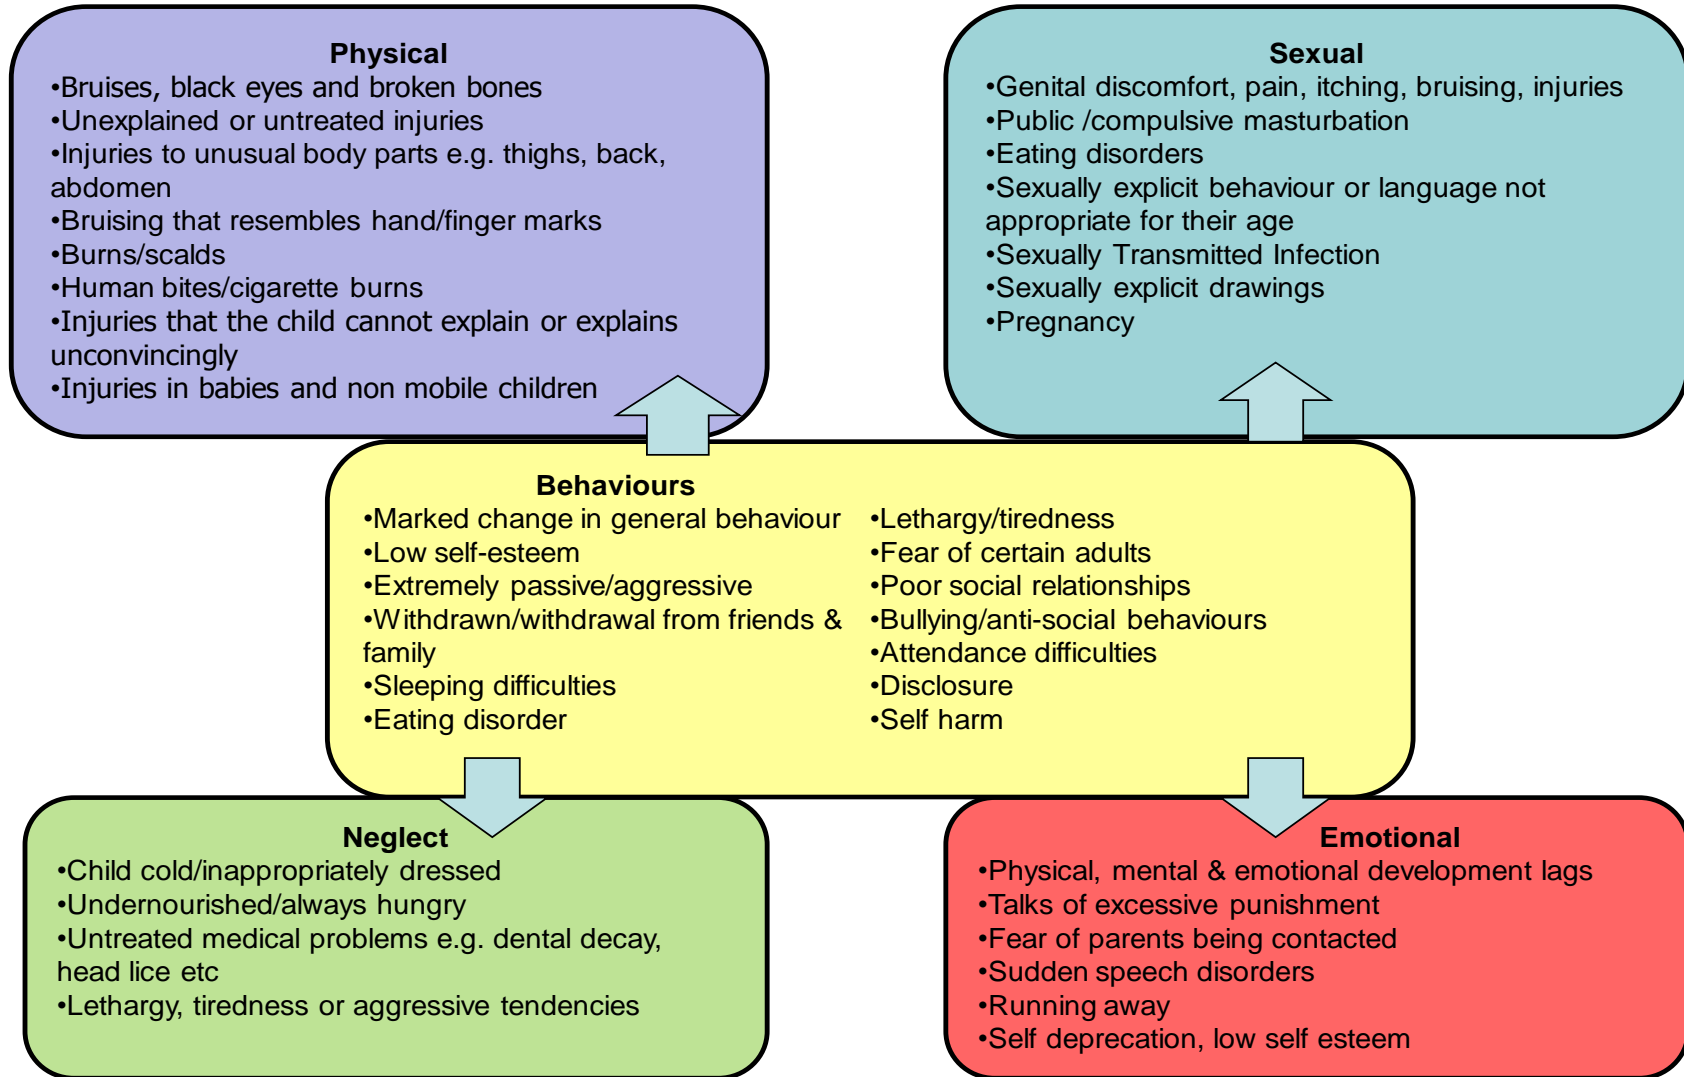 Physical
•Bruises, black eyes and broken bones
•Unexplained or untreated injuries
•Injuries to unusual body parts e.g. thighs, back,
abdomen
•Bruising that resembles hand/finger marks
•Burns/scalds
•Human bites/cigarette burns
•Injuries that the child cannot explain or explains
unconvincingly
•Injuries in babies and non mobile children
Sexual
•Genital discomfort, pain, itching, bruising, injuries
•Public /compulsive masturbation
•Eating disorders
•Sexually explicit behaviour or language not
appropriate for their age
•Sexually Transmitted Infection
•Sexually explicit drawings
•Pregnancy
Behaviours
•Marked change in general behaviour
•Low self-esteem
•Extremely passive/aggressive
•Withdrawn/withdrawal from friends &
family
•Sleeping difficulties
•Eating disorder
•Lethargy/tiredness
•Fear of certain adults
•Poor social relationships
•Bullying/anti-social behaviours
•Attendance difficulties
•Disclosure
•Self harm
Neglect
•Child cold/inappropriately dressed
•Undernourished/always hungry
•Untreated medical problems e.g. dental decay,
head lice etc
•Lethargy, tiredness or aggressive tendencies
Emotional
•Physical, mental & emotional development lags
•Talks of excessive punishment
•Fear of parents being contacted
•Sudden speech disorders
•Running away
•Self deprecation, low self esteem